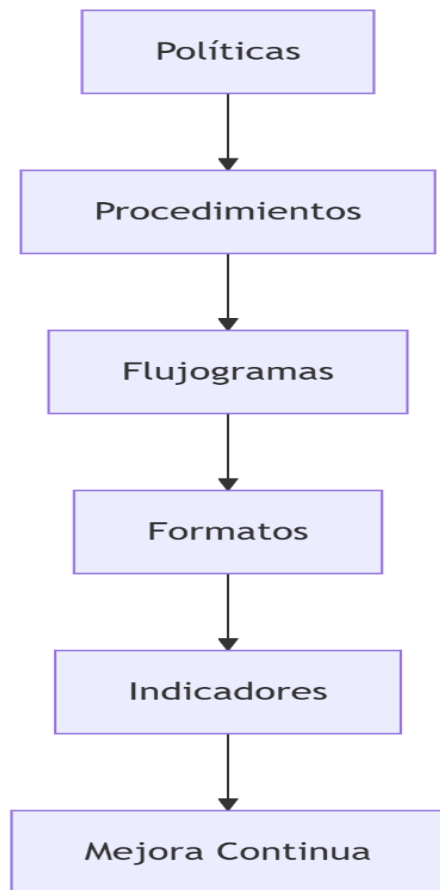 Políticas
Procedimientos
Flujogramas
Formatos
Indicadores
Mejora Continua